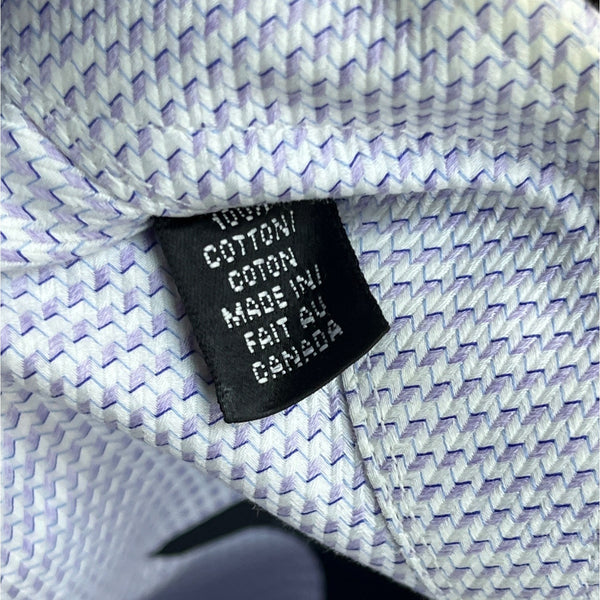 100%
COTTON/
COTON
MADE IN/
FAIT AU
CANADA